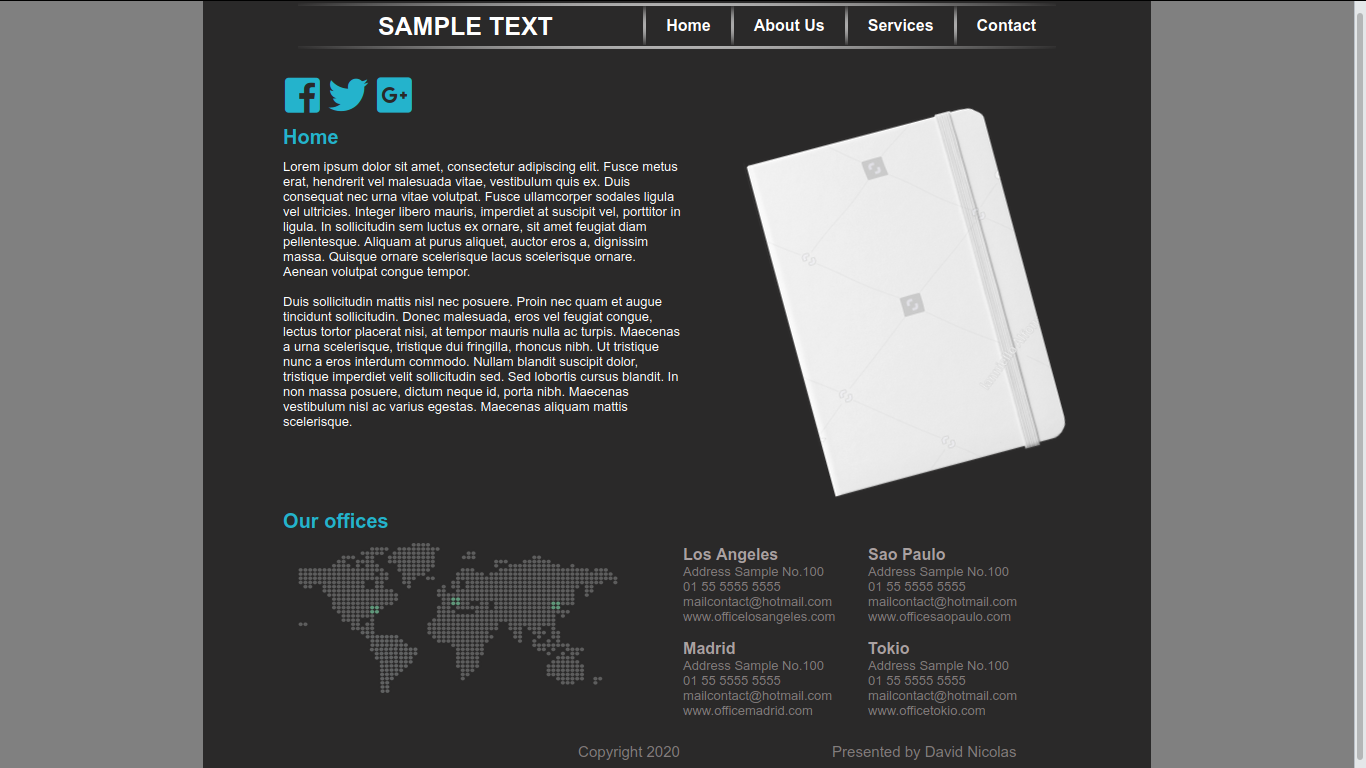 SAMPLE TEXT
Home
About Us
Services
Contact
Home
Lorem ipsum dolor sit amet, consectetur adipiscing elit. Fusce metus
erat, hendrerit vel malesuada vitae, vestibulum quis ex. Duis
consequat nec urna vitae volutpat. Fusce ullamcorper sodales ligula
vel ultricies. Integer libero mauris, imperdiet at suscipit vel, porttitor in
ligula. In sollicitudin sem luctus ex ornare, sit amet feugiat diam
pellentesque. Aliquam at purus aliquet, auctor eros a, dignissim
massa. Quisque ornare scelerisque lacus scelerisque ornare.
Aenean volutpat congue tempor.
Duis sollicitudin mattis nisl nec posuere. Proin nec quam et augue
tincidunt sollicitudin. Donec malesuada, eros vel feugiat congue,
lectus tortor placerat nisi, at tempor mauris nulla ac turpis. Maecenas
a urna scelerisque, tristique dui fringilla, rhoncus nibh. Ut tristique
nunc a eros interdum commodo. Nullam blandit suscipit dolor,
tristique imperdiet velit sollicitudin sed. Sed lobortis cursus blandit. In
non massa posuere, dictum neque id, porta nibh. Maecenas
vestibulum nisl ac varius egestas. Maecenas aliquam mattis
scelerisque.
Our offices
Los Angeles
Address Sample No.100
01 55 5555 5555
mailcontact@hotmail.com
www.officelosangeles.com
Sao Paulo
Address Sample No.100
01 55 5555 5555
mailcontact@hotmail.com
www.officesaopaulo.com
Madrid
Address Sample No.100
01 55 5555 5555
mailcontact@hotmail.com
www.officemadrid.com
Tokio
Address Sample No.100
01 55 5555 5555
mailcontact@hotmail.com
www.officetokio.com
Copyright 2020
Presented by David Nicolas